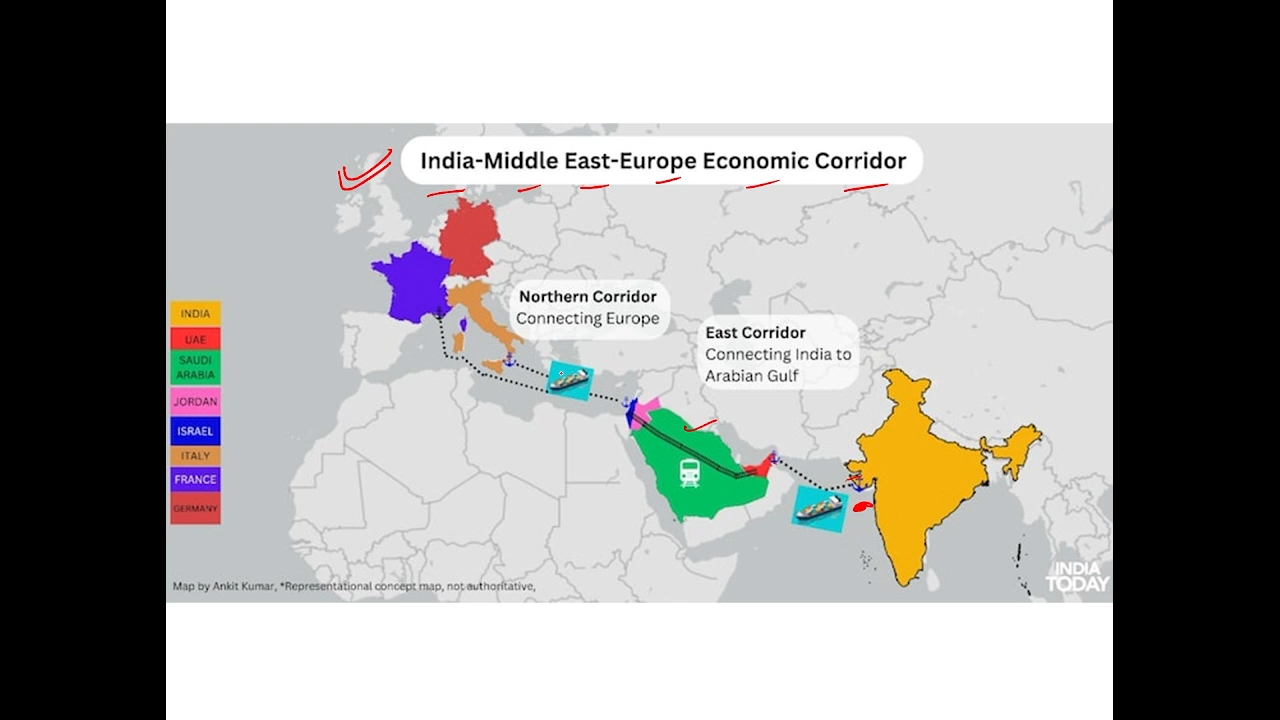 India-Middle East-Europe Economic Corridor
Northern Corridor
Connecting Europe
East Corridor
Connecting India to
Arabian Gulf
INDIA
UAE
SAUDI
ARABIA
JORDAN
ISRAEL
ITALY
FRANCE
GERMANY
Map by Ankit Kumar, *Representational concept map, not authoritative,
INDIA
TODAY